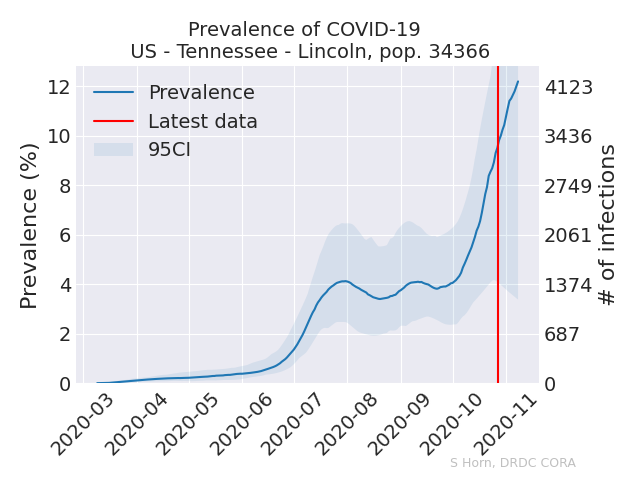 Prevalence of COVID-19
US - Tennessee - Lincoln, pop. 34366
Prevalence
Latest data
95CI
Prevalence (%)
12
10
8
6
4
2
0
4123
3436
2749
2061
1374
687
0
# of infections
2020-03
2020-04
2020-05
2020-06
2020-07
2020-08
2020-09
2020-10
2020-11
S Horn, DRDC CORA